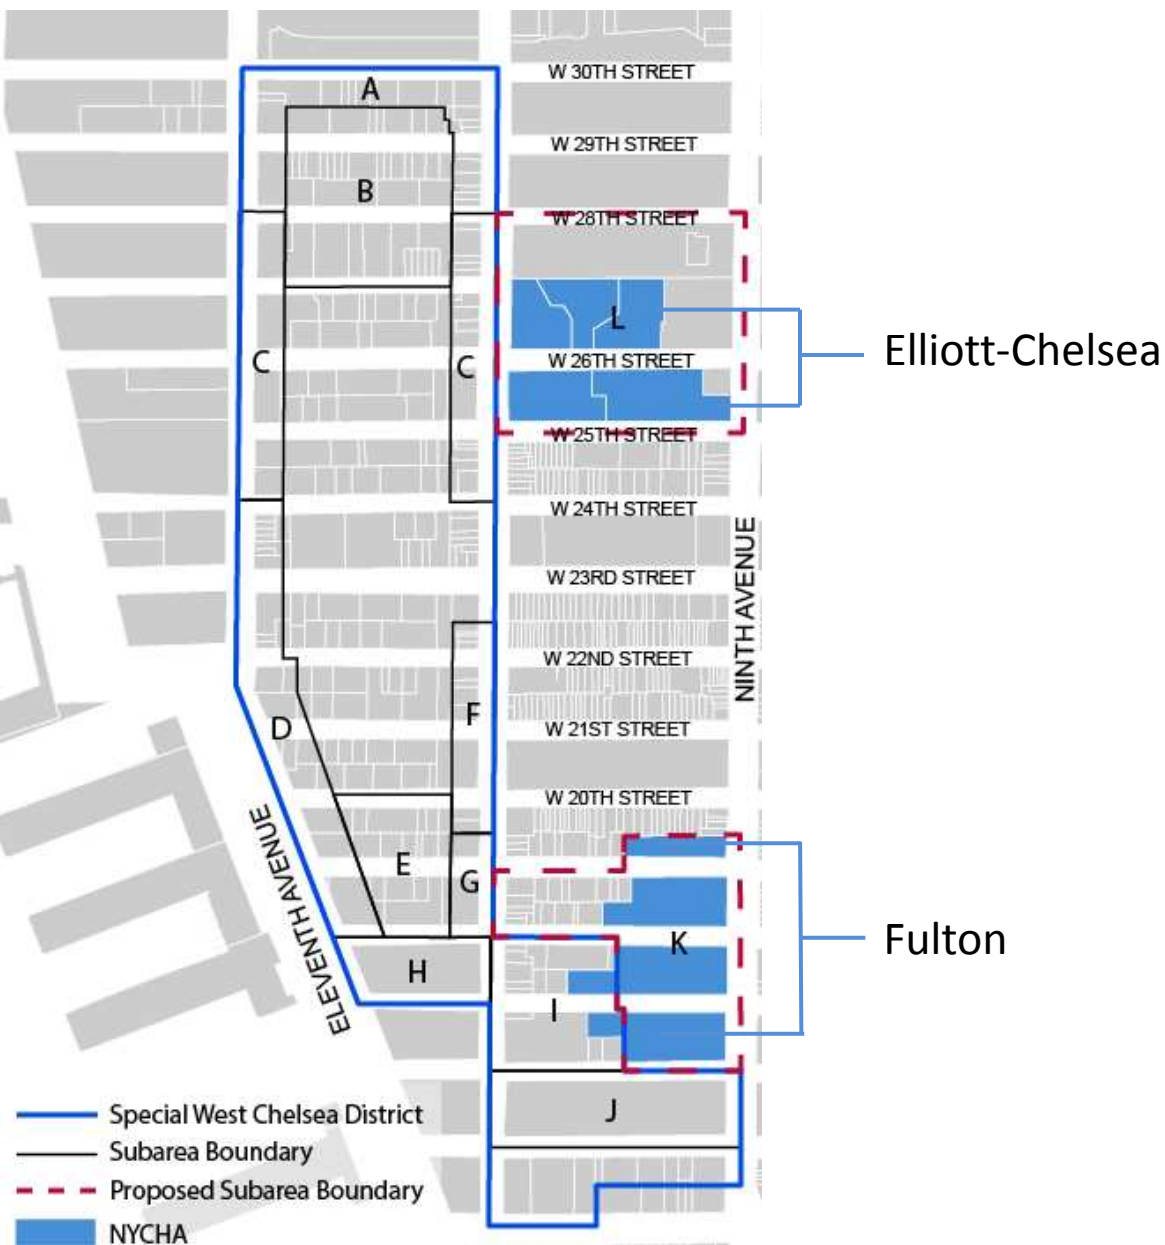 W 30TH STREET
A
W 29TH STREET
B
W 28TH STREET
L
Elliott-Chelsea
C
C
W 26TH STREET
W 25TH STREET
W 24TH STREET
NINTH AVENUE
W 23RD STREET
W 22ND STREET
F
D
W 21ST STREET
W 20TH STREET
ELEVENTH AVENUE
E
G
K
Fulton
H
I
J
Special West Chelsea District
Subarea Boundary
Proposed Subarea Boundary
NYCHA